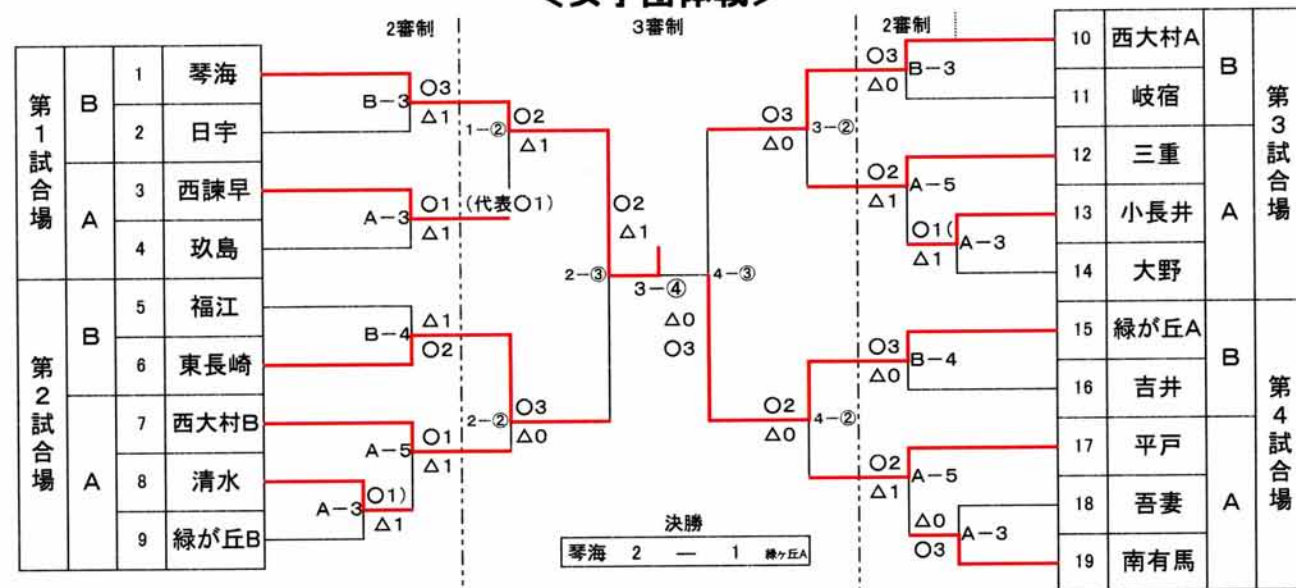 2審制
3審制
2審制
第1試合場
B
1
琴海
2
日宇
A
3
西諫早
4
玖島
第2試合場
B
5
福江
6
東長崎
A
7
西大村B
8
清水
9
緑が丘B
B-3
○3
△1
A-3
○1
△1
(代表○1)
1-②
○2
△1
B-4
△1
○2
A-5
○1
△1
A-3
○1)
△1
2-②
○3
△0
2-③
○2
△1
3-④
△0
○3
4-③
○3
△0
3-②
○3
△0
B-3
○2
△1
A-5
○1(
△1
A-3
○2
△0
4-②
○3
△0
B-4
○2
△1
A-5
△0
○3
A-3
10
西大村A
B
11
岐宿
12
三重
A
13
小長井
14
大野
第3試合場
15
緑が丘A
B
16
吉井
17
平戸
A
18
吾妻
19
南有馬
第4試合場
決勝
琴海 2 — 1 緑ヶ丘A